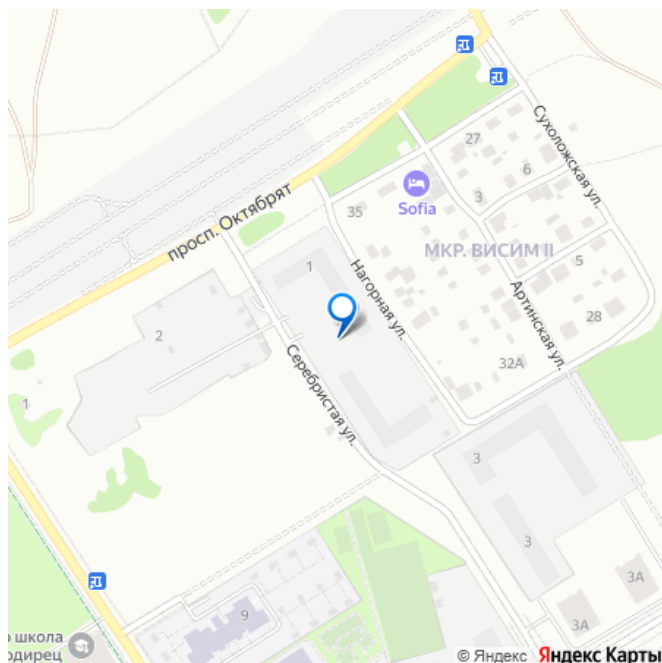 Сухоложская ул.
27
6
3
Sofia
35
просп. Октябрят
МКР. ВИСИМ II
5
1
Нагорная ул.
Артинская ул.
28
2
Серебристая ул.
32А
1
3
3
3А
9
3А
школа
одирец
© Яндекс Яндекс Карты